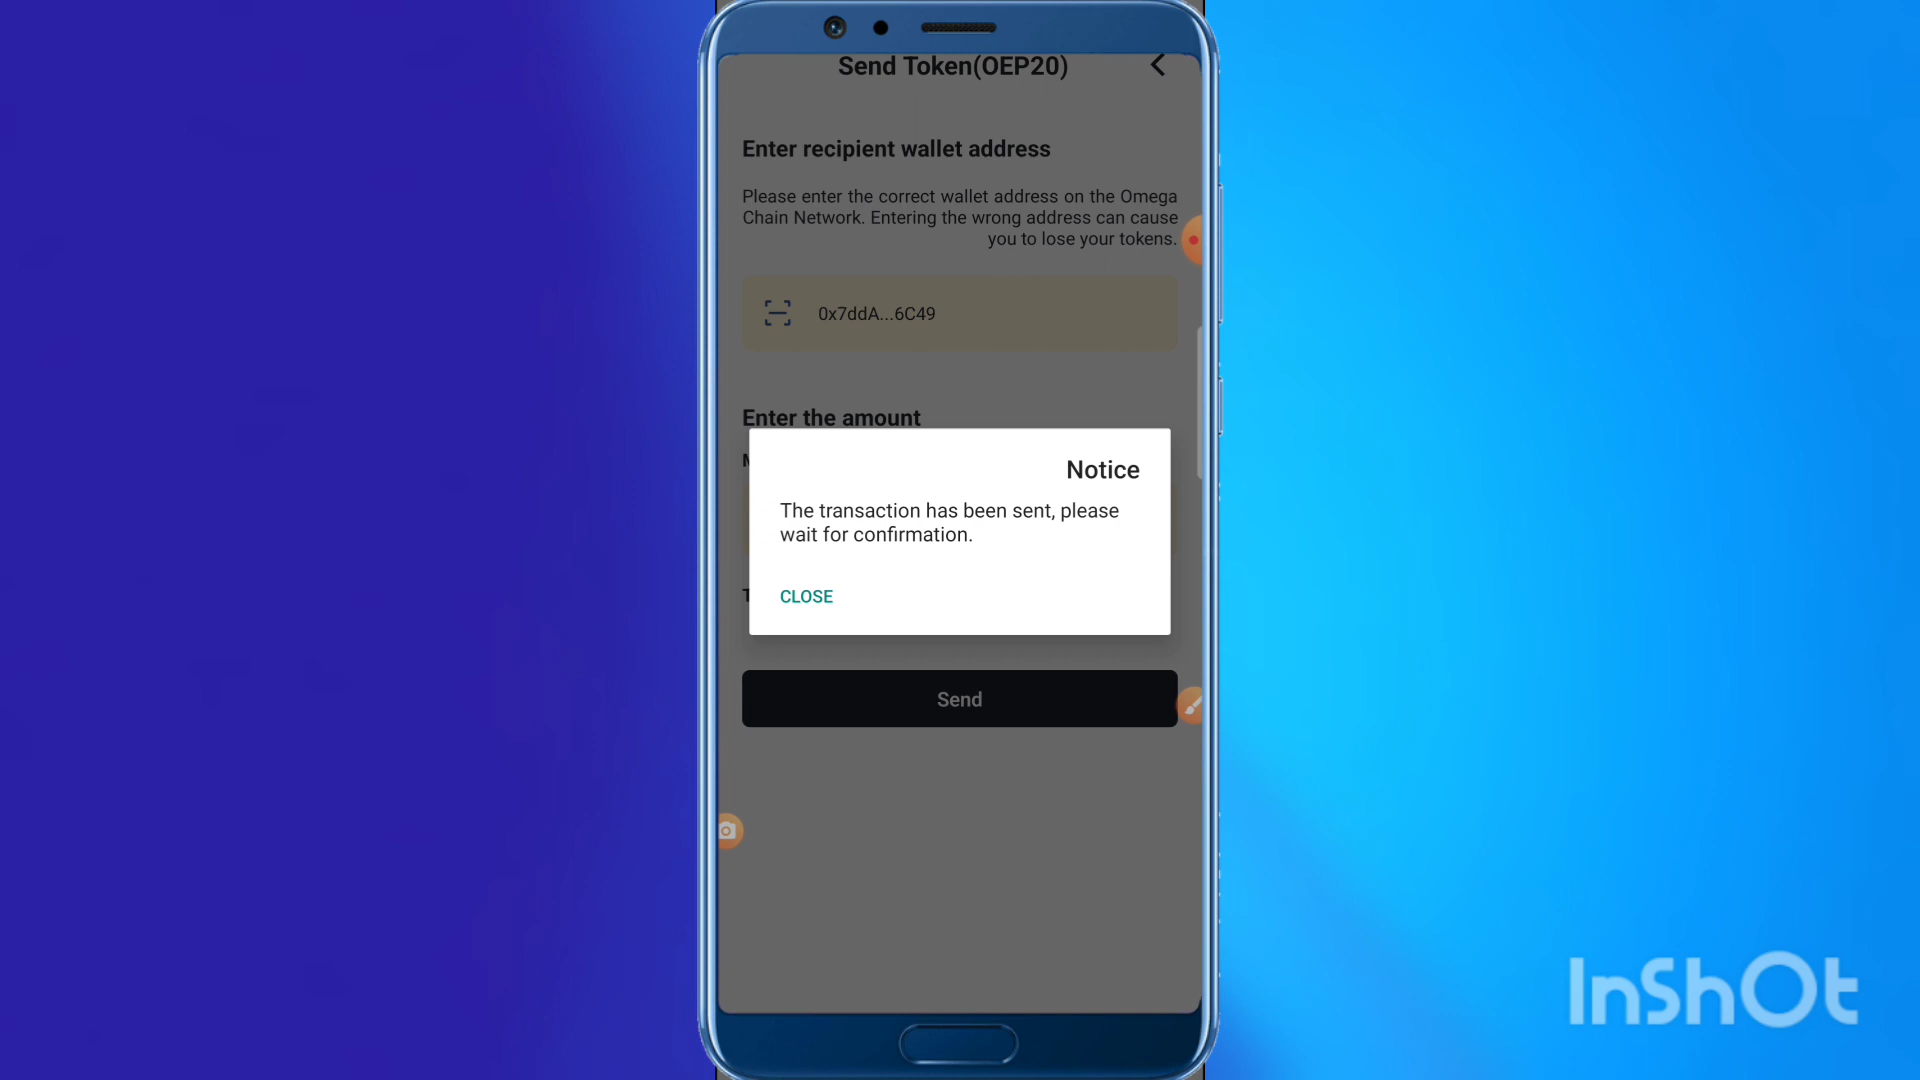 Send Token(OEP20)
Enter recipient wallet address
Please enter the correct wallet address on the Omega
Chain Network. Entering the wrong address can cause
you to lose your tokens.
0x7ddA...6C49
Enter the amount
Notice
The transaction has been sent, please
wait for confirmation.
CLOSE
Send
InShOt